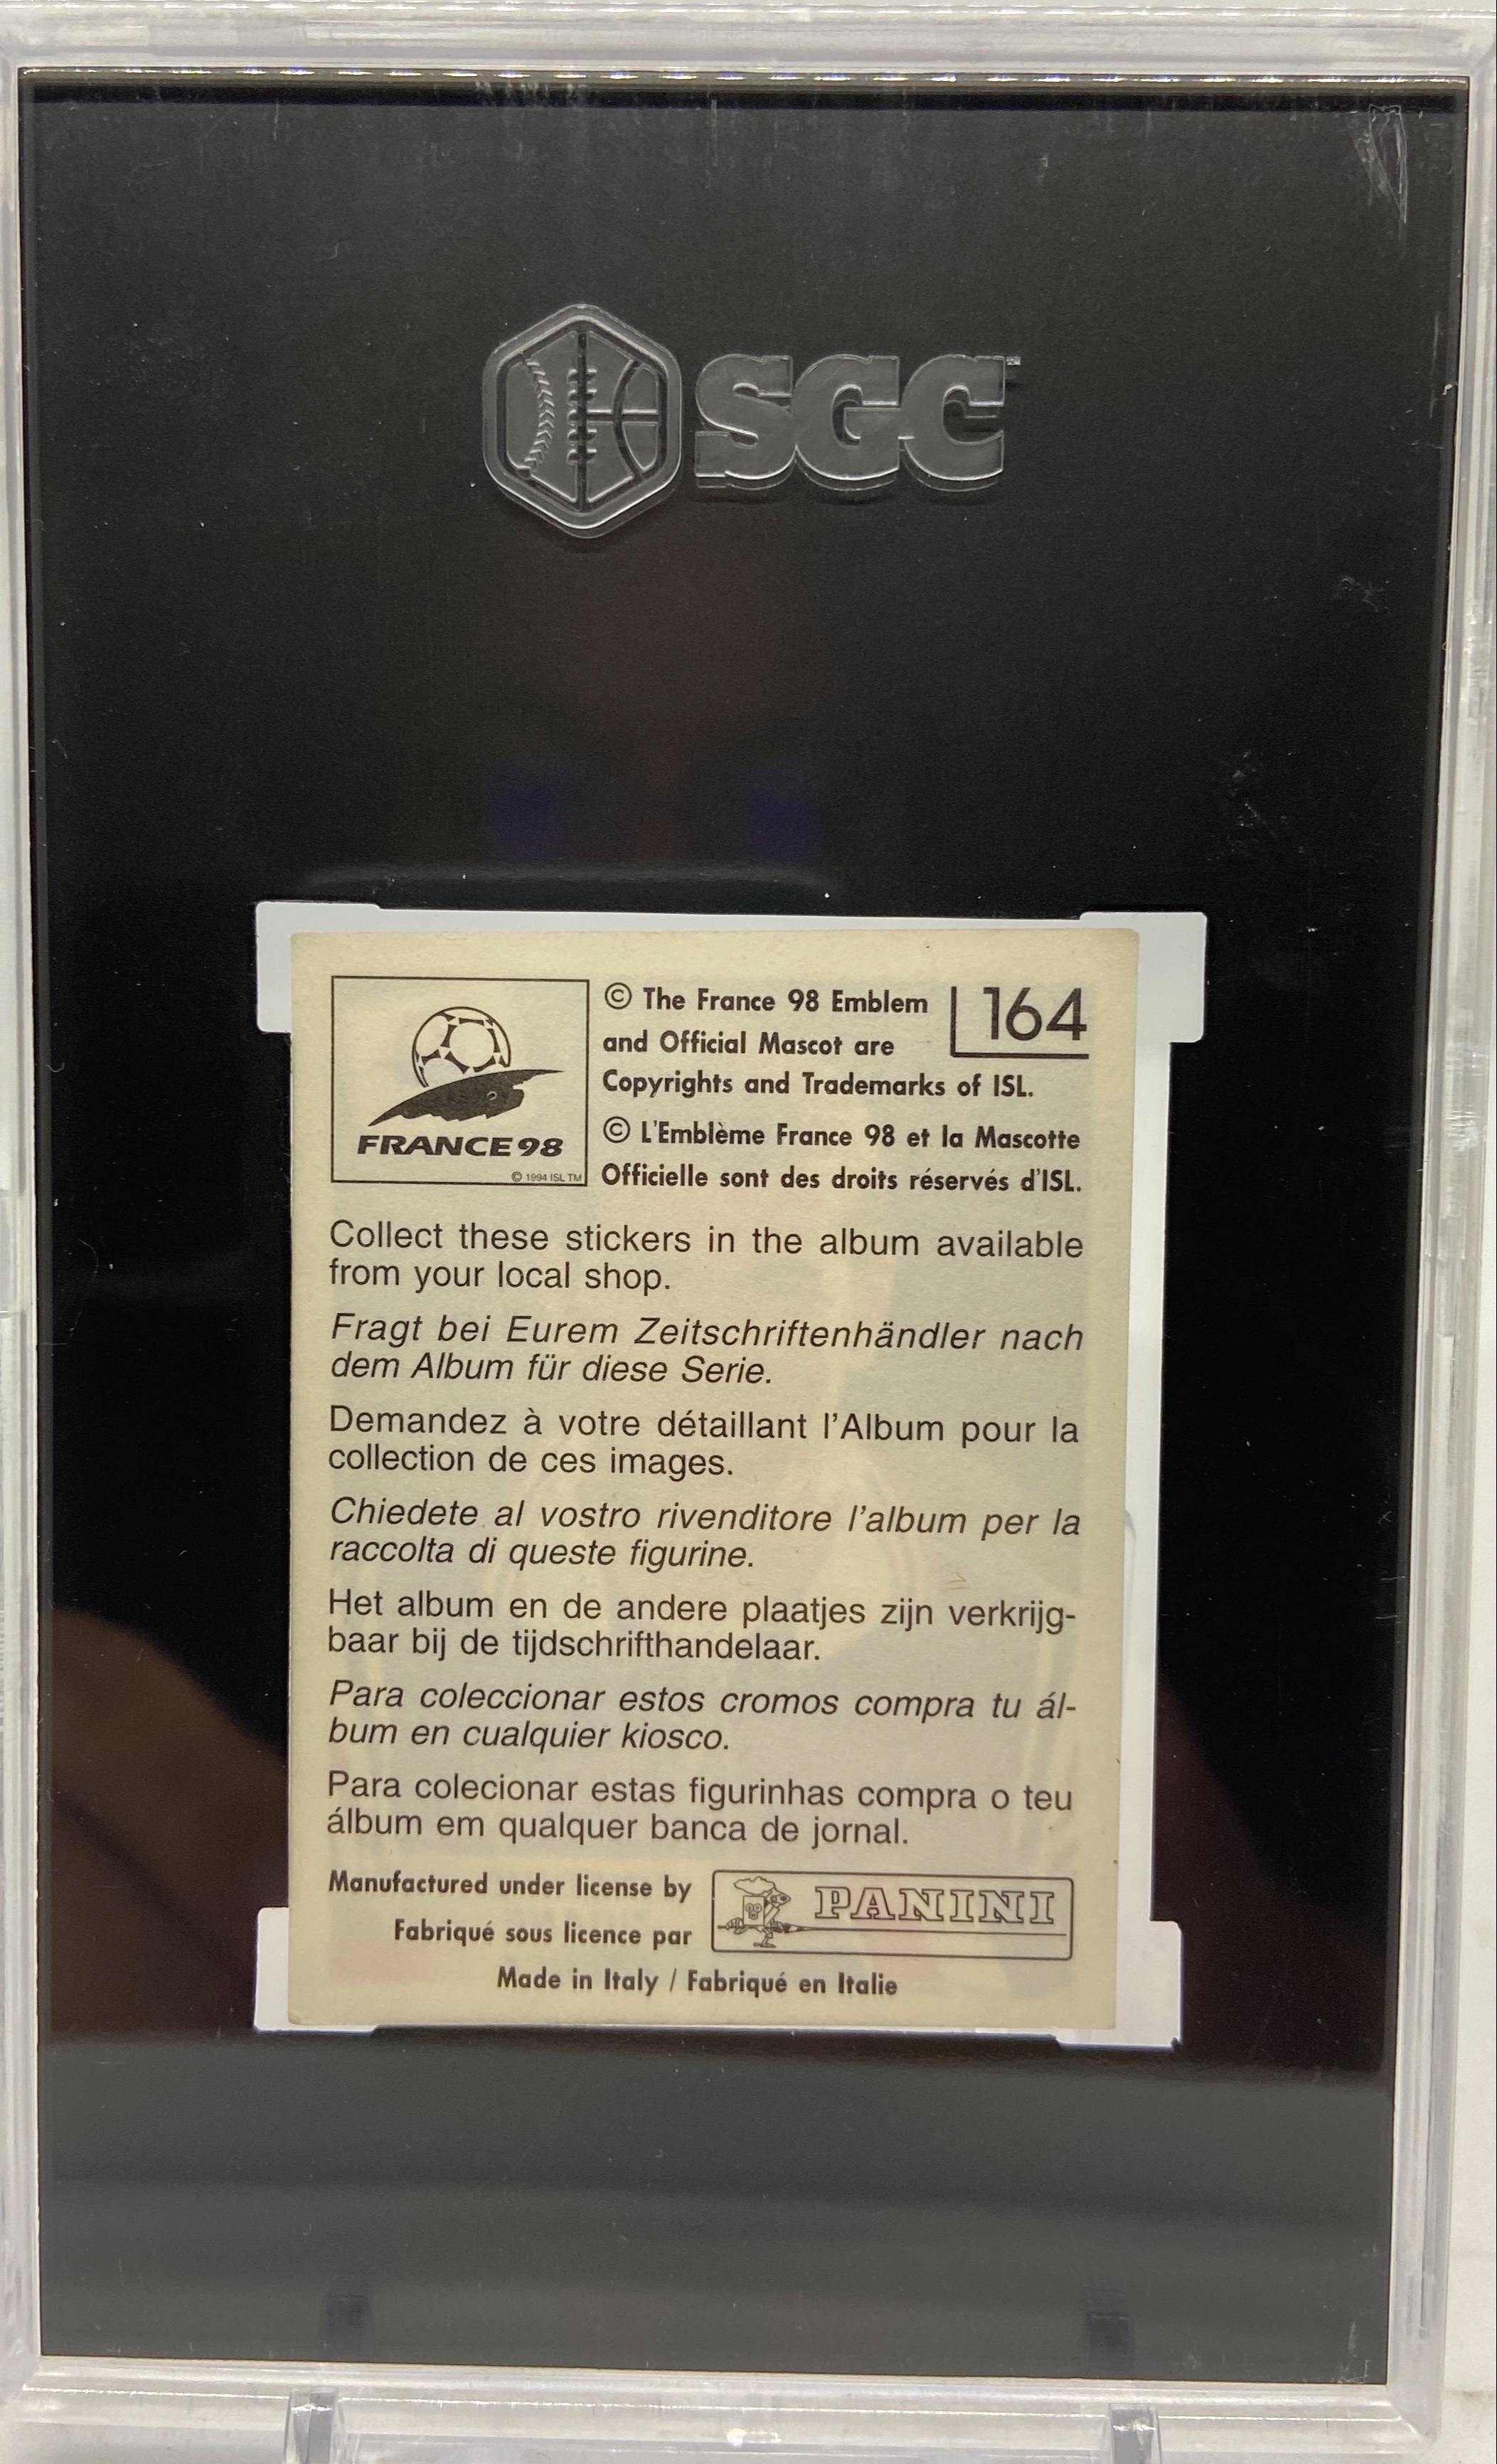 SGC
© The France 98 Emblem
and Official Mascot are
Copyrights and Trademarks of ISL.
164
© L'Emblème France 98 et la Mascotte
Officielle sont des droits réservés d'ISL.
FRANCE 98
© 1994 ISL TM
Collect these stickers in the album available
from your local shop.
Fragt bei Eurem Zeitschriftenhändler nach
dem Album für diese Serie.
Demandez à votre détaillant l'Album pour la
collection de ces images.
Chiedete al vostro rivenditore l'album per la
raccolta di queste figurine.
Het album en de andere plaatjes zijn verkrijg-
baar bij de tijdschrifthandelaar.
Para coleccionar estos cromos compra tu ál-
bum en cualquier kiosco.
Para colecionar estas figurinhas compra o teu
álbum em qualquer banca de jornal.
Manufactured under license by
Fabriqué sous licence par
PANINI
Made in Italy / Fabriqué en Italie